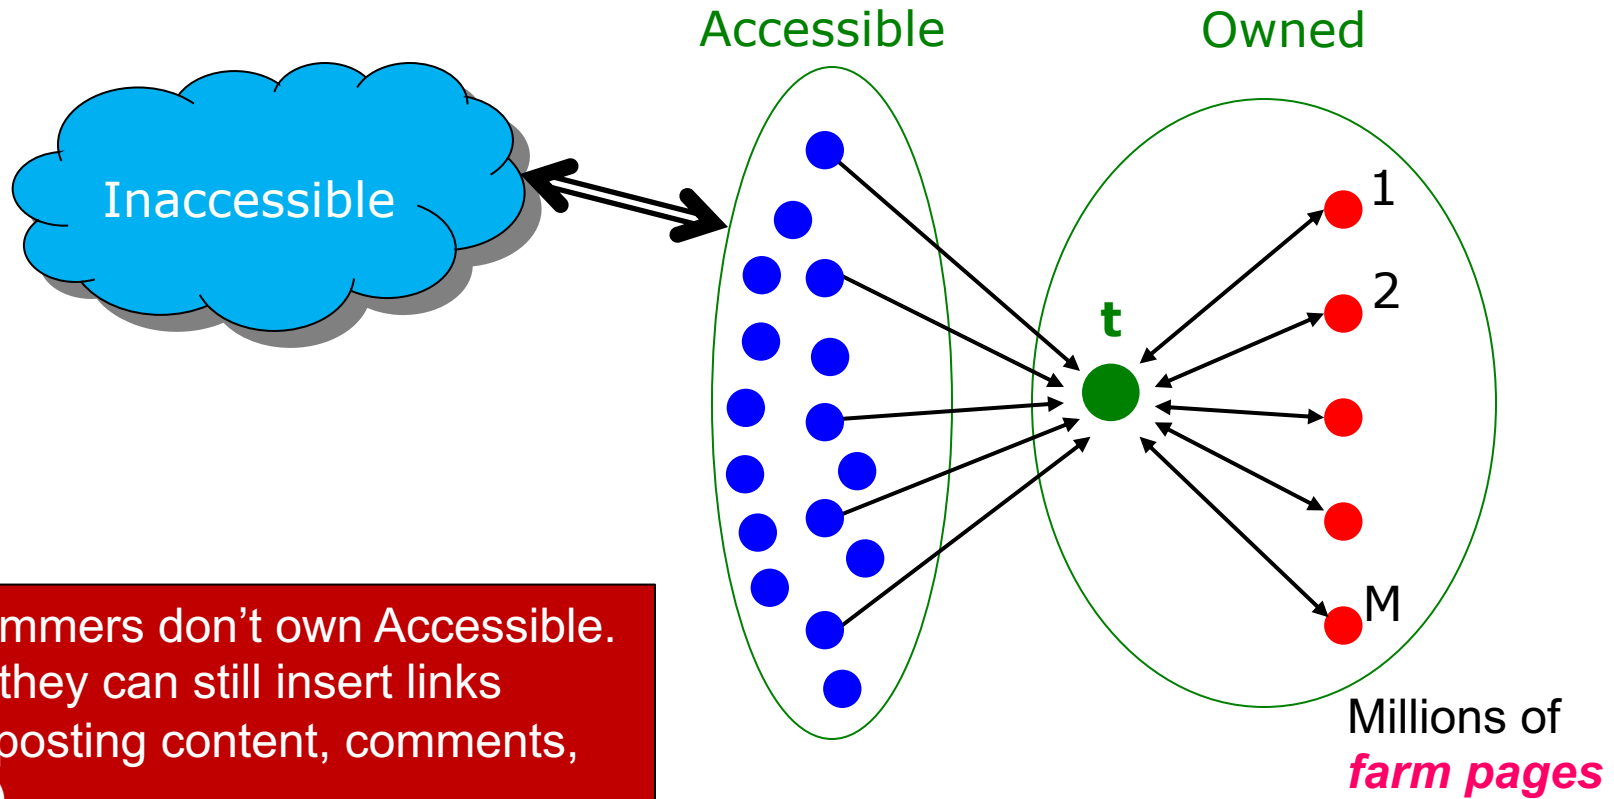 Accessible
Owned
Inaccessible
1
2
t
M
mmers don’t own Accessible.
they can still insert links
posting content, comments,
Millions of
farm pages